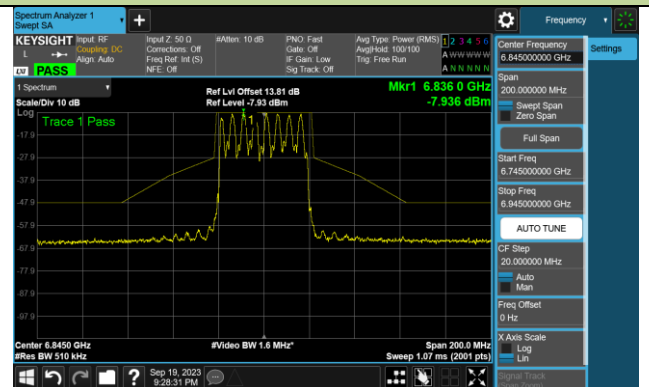 Spectrum Analyzer 1
Swept SA
+
Frequency
KEYSIGHT
L
LXI
PASS
Input: RF
Coupling: DC
Align: Auto
Input Z: 50 Ω
Corrections: Off
Freq Ref: Int (S)
NFE: Off
#Atten: 10 dB
PNO: Fast
Gate: Off
IF Gain: Low
Sig Track: Off
Avg Type: Power (RMS)
Avg|Hold: 100/100
Trig: Free Run
1 2 3 4 5 6
A W W W W W
A N N N N N
1 Spectrum
Scale/Div 10 dB
Ref Lvl Offset 13.81 dB
Ref Level -7.93 dBm
Mkr1 6.836 0 GHz
-7.936 dBm
Log
Trace 1 Pass
1
-17.9
-27.9
-37.9
-47.9
-57.9
-67.9
-77.9
-87.9
-97.9
Center 6.8450 GHz
#Res BW 510 kHz
#Video BW 1.6 MHz*
Span 200.0 MHz
Sweep 1.07 ms (2001 pts)
Center Frequency
6.845000000 GHz
Settings
Span
200.000000 MHz
Swept Span
Zero Span
Full Span
Start Freq
6.745000000 GHz
Stop Freq
6.945000000 GHz
AUTO TUNE
CF Step
20.000000 MHz
Auto
Man
Freq Offset
0 Hz
X Axis Scale
Log
Lin
Signal Track
(Span Zoom)
?
Sep 19, 2023
9:28:31 PM